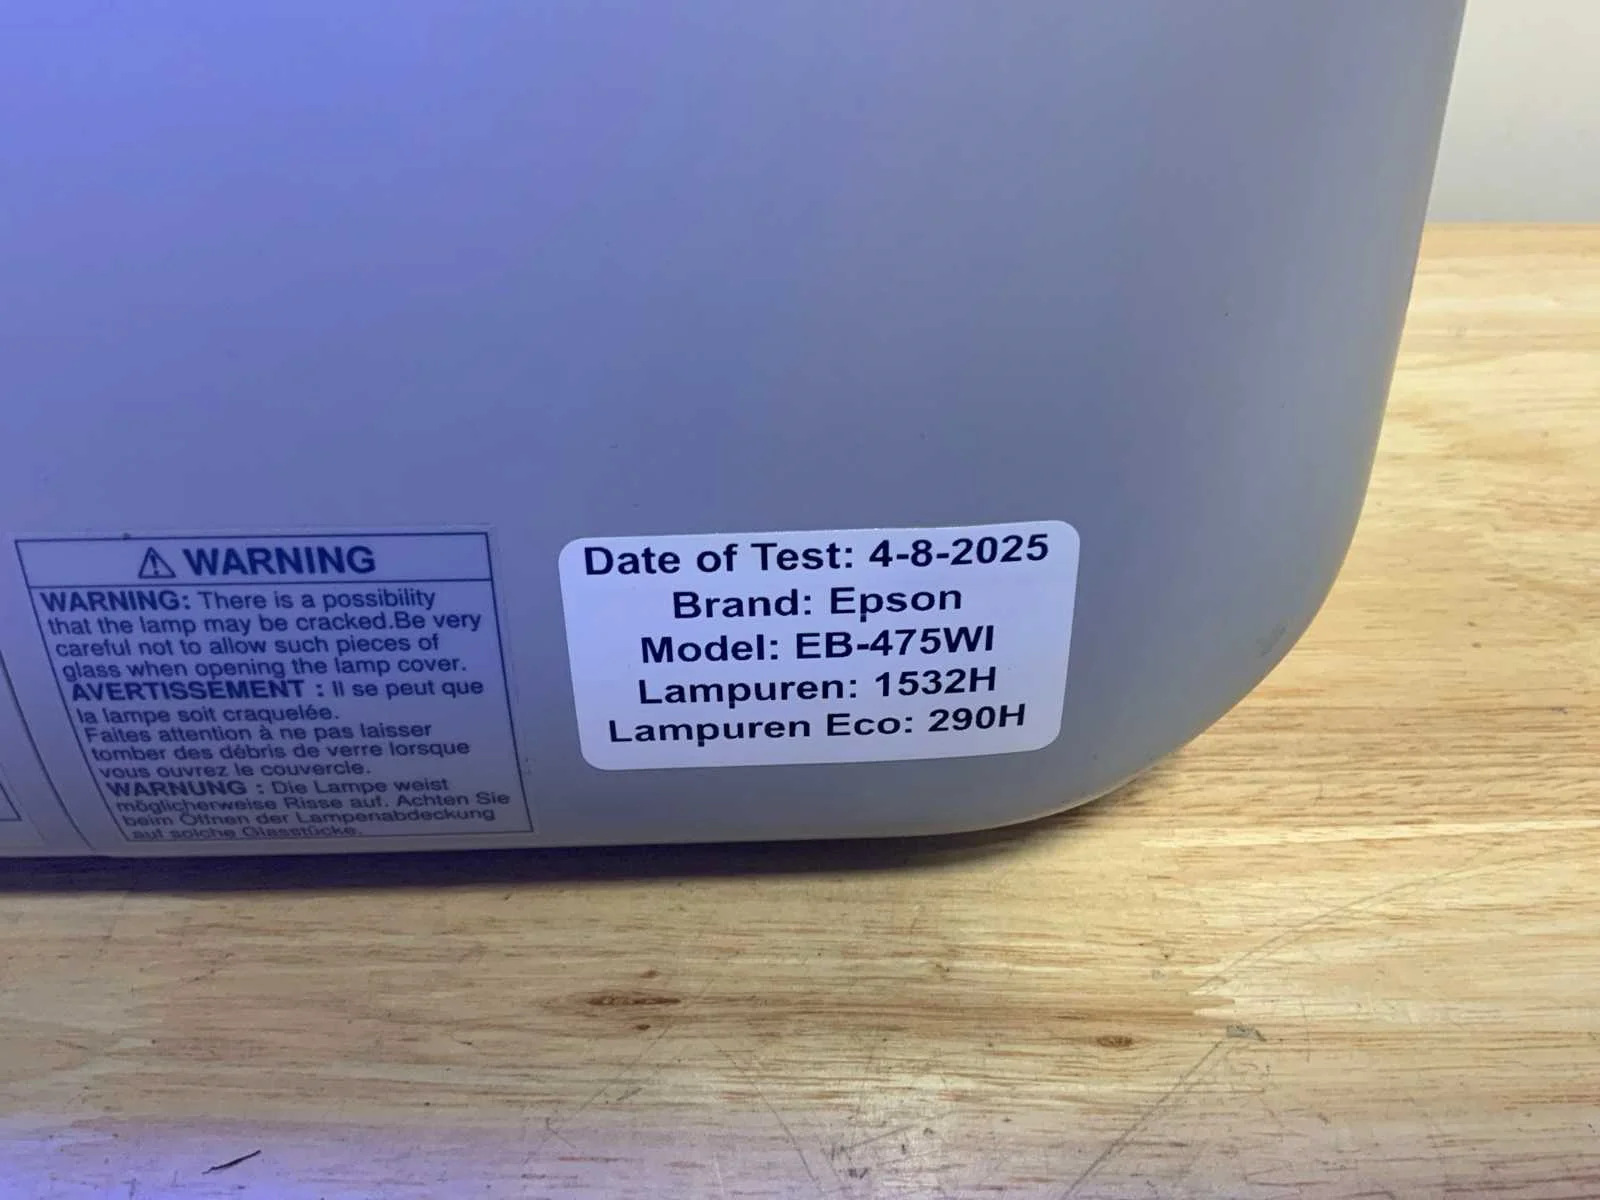 ⚠ WARNING
WARNING: There is a possibility
that the lamp may be cracked.Be very
careful not to allow such pieces of
glass when opening the lamp cover.
AVERTISSEMENT : Il se peut que
la lampe soit craquelée.
Faites attention à ne pas laisser
tomber des débris de verre lorsque
vous ouvrez le couvercle.
WARNUNG : Die Lampe weist
möglicherweise Risse auf. Achten Sie
beim Öffnen der Lampenabdeckung
auf solche Glasstücke.
Date of Test: 4-8-2025
Brand: Epson
Model: EB-475WI
Lampuren: 1532H
Lampuren Eco: 290H